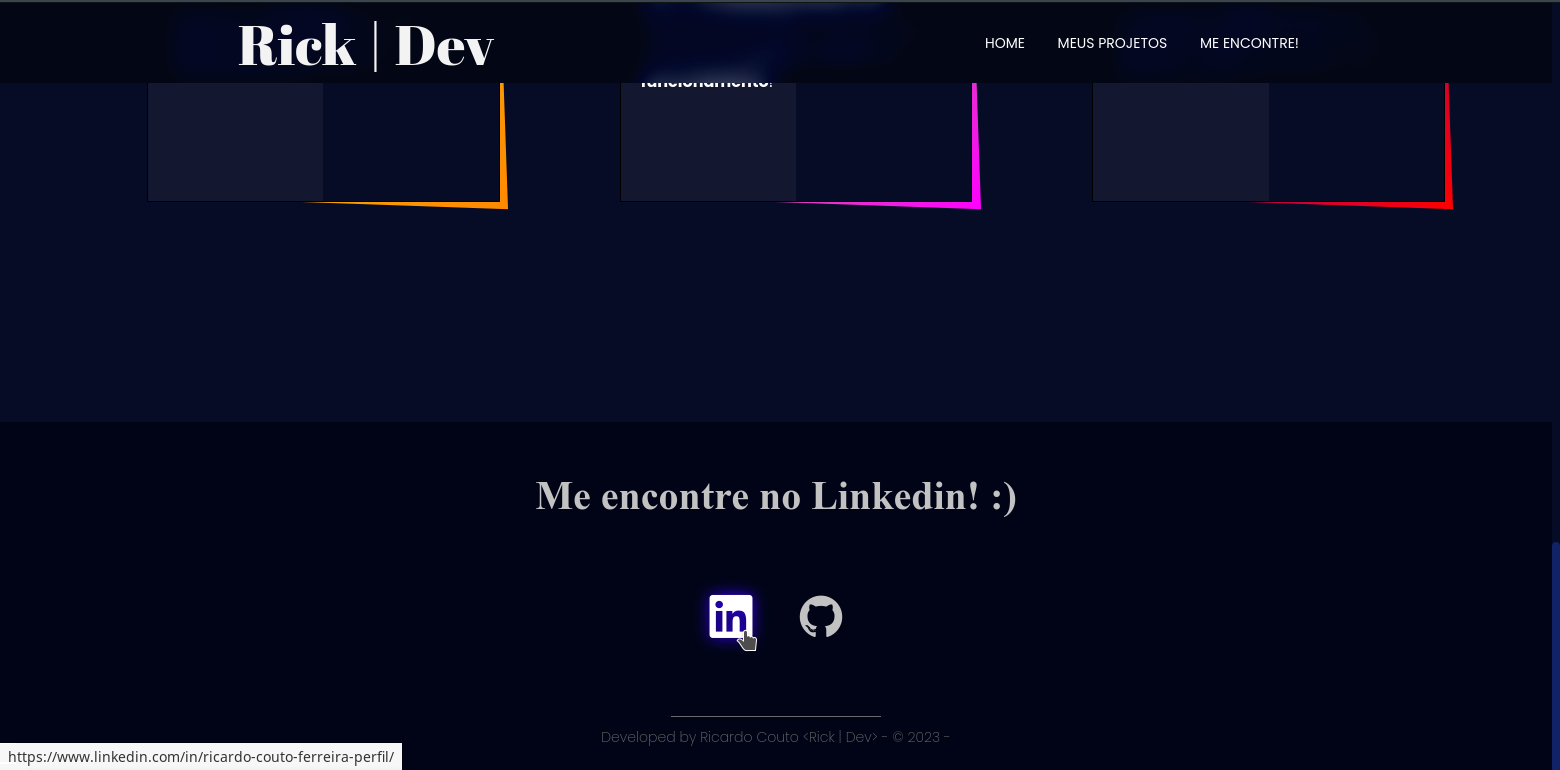 Rick | Dev
HOME MEUS PROJETOS ME ENCONTRE!
funcionamento!
Me encontre no Linkedin! :)
in
Developed by Ricardo Couto <Rick | Dev> - © 2023 -
https://www.linkedin.com/in/ricardo-couto-ferreira-perfil/